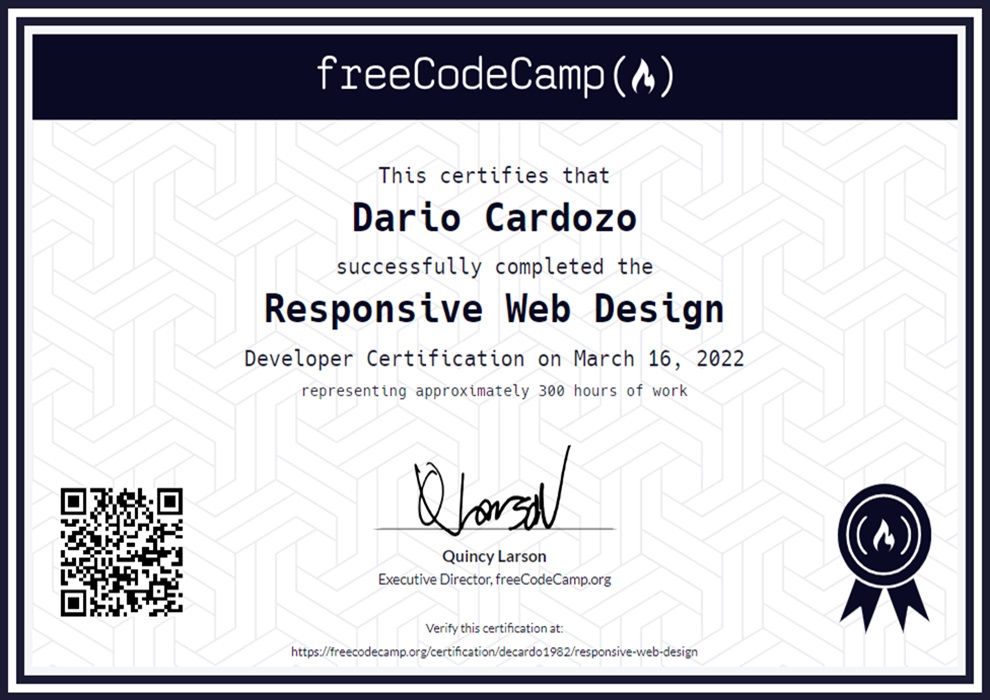 freeCodeCamp
This certifies that
Dario Cardozo
successfully completed the
Responsive Web Design
Developer Certification on March 16, 2022
representing approximately 300 hours of work
Q Larson
Quincy Larson
Executive Director, freeCodeCamp.org
Verify this certification at:
https://freecodecamp.org/certification/decardo1982/responsive-web-design